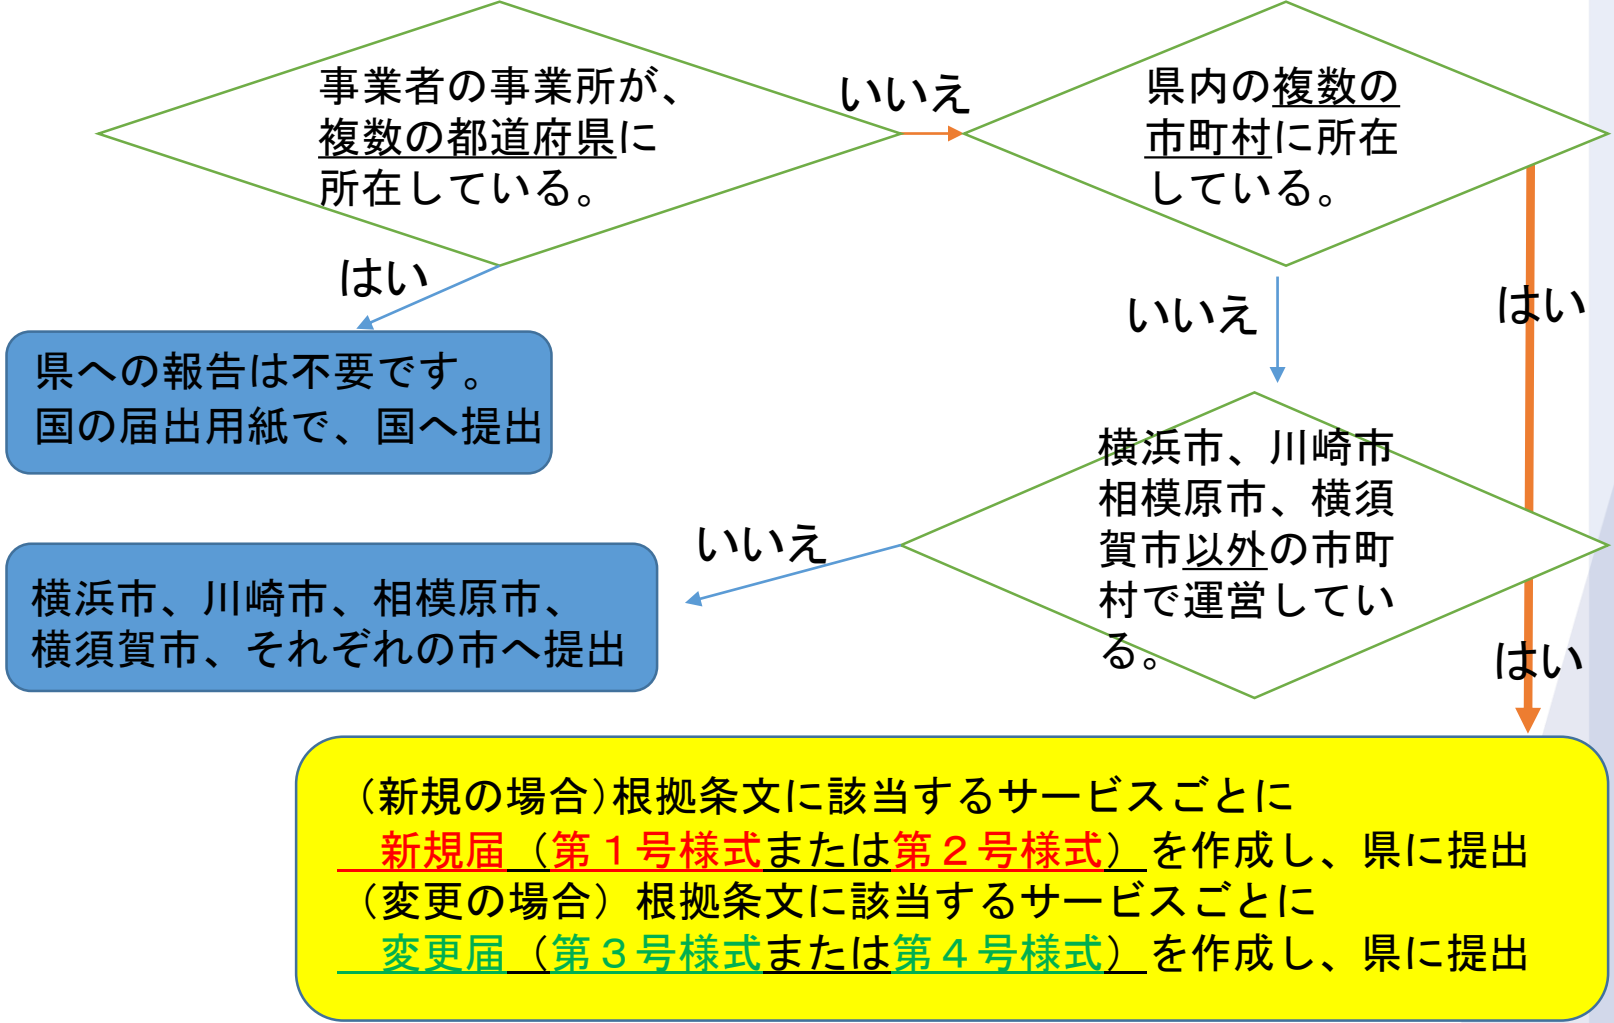 事業者の事業所が、
複数の都道府県に
所在している。
いいえ
県内の複数の
市町村に所在
している。
はい
いいえ
はい
県への報告は不要です。
国の届出用紙で、国へ提出
横浜市、川崎市
相模原市、横須
賀市以外の市町
村で運営してい
る。
いいえ
はい
横浜市、川崎市、相模原市、
横須賀市、それぞれの市へ提出
（新規の場合)根拠条文に該当するサービスごとに
新規届（第１号様式または第２号様式）を作成し、県に提出
（変更の場合）根拠条文に該当するサービスごとに
変更届（第３号様式または第４号様式）を作成し、県に提出